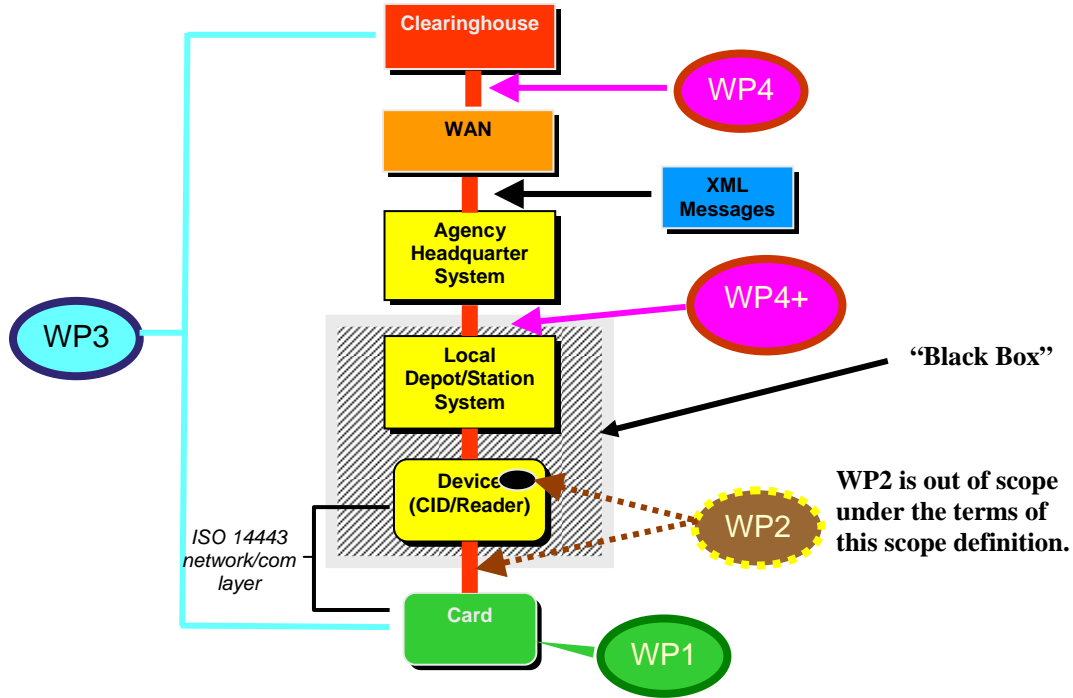 Clearinghouse
WP4
WAN
XML
Messages
Agency
Headquarter
System
WP4+
WP3
Local
Depot/Station
System
“Black Box”
Device
(CID/Reader)
WP2
WP2 is out of scope
under the terms of
this scope definition.
ISO 14443
network/com
layer
Card
WP1